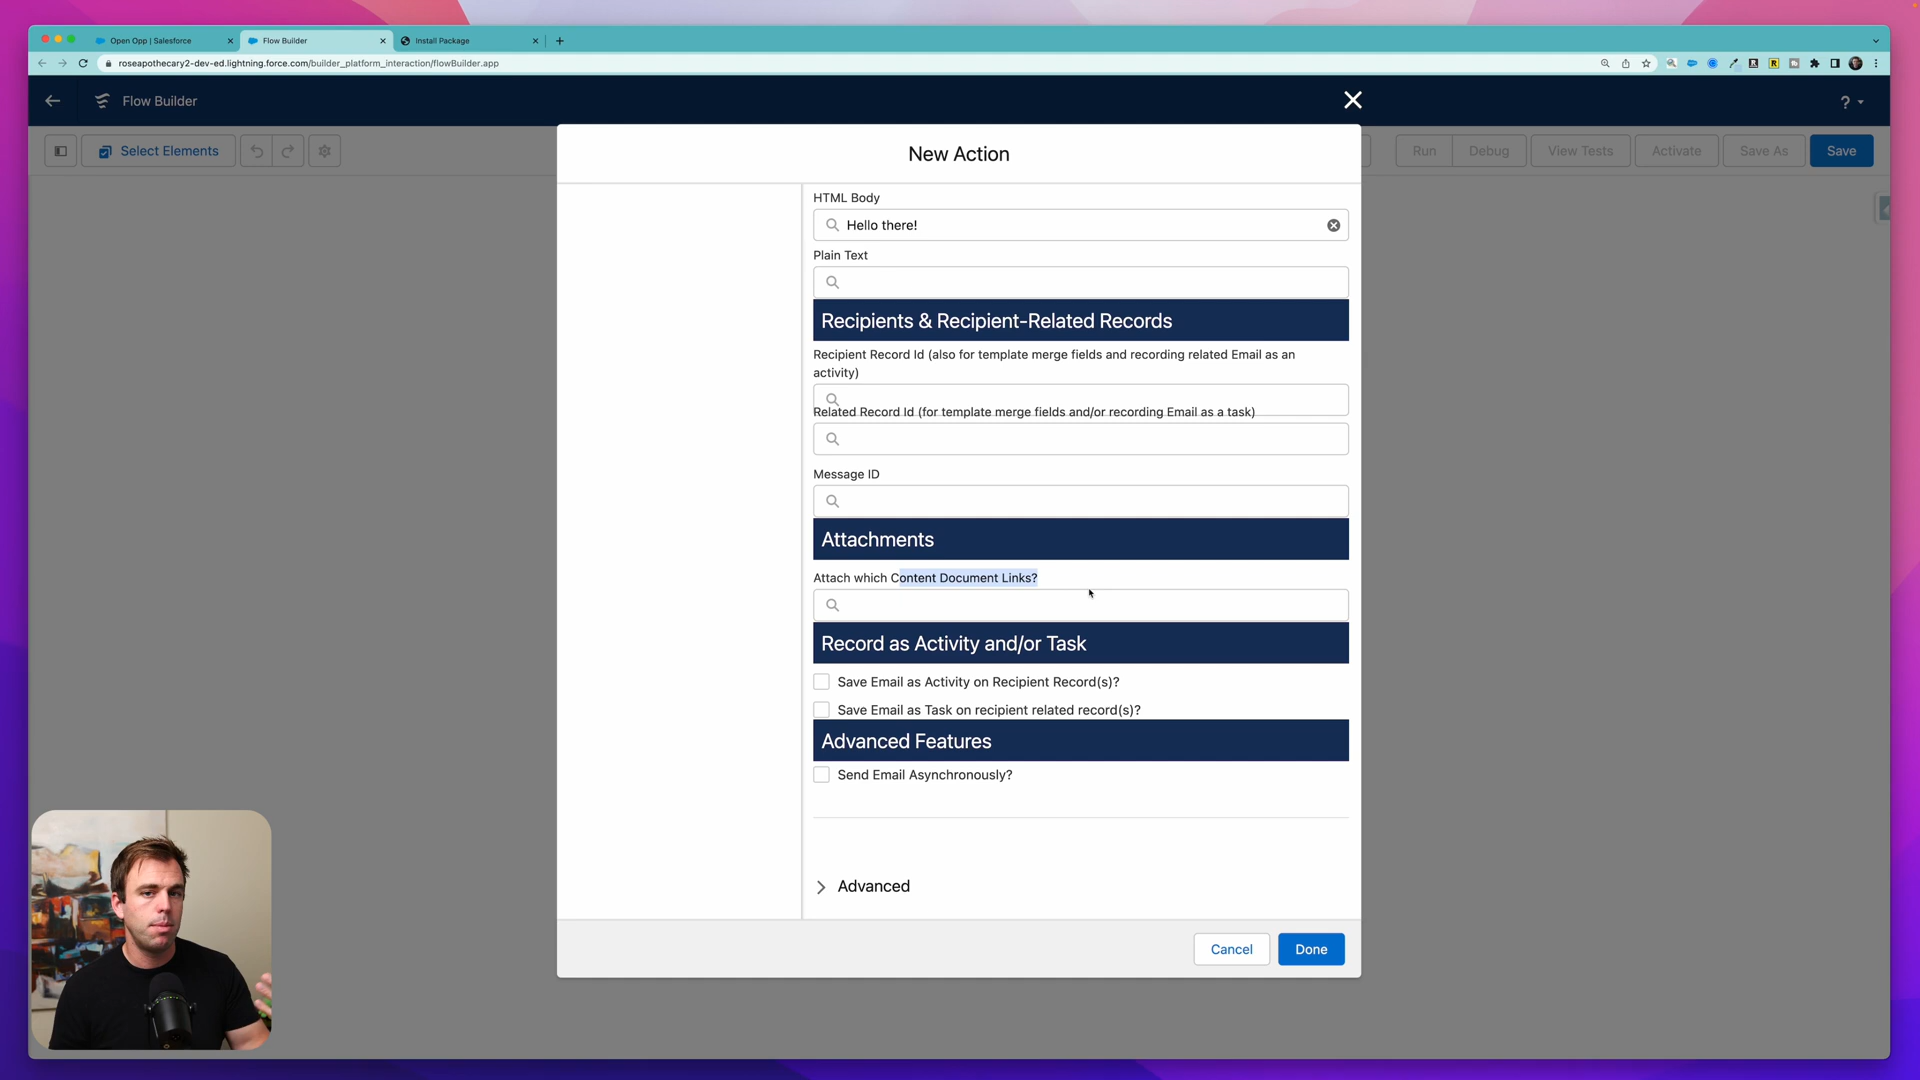 Open Opp | Salesforce
Flow Builder
Install Package
roseapothecary2-dev-ed.lightning.force.com/builder_platform_interaction/flowBuilder.app
Flow Builder
?
Select Elements
Run
Debug
View Tests
Activate
Save As
Save
New Action
HTML Body
Hello there!
Plain Text
Recipients & Recipient-Related Records
Recipient Record Id (also for template merge fields and recording related Email as an
activity)
Related Record Id (for template merge fields and/or recording Email as a task)
Message ID
Attachments
Attach which Content Document Links?
Record as Activity and/or Task
Save Email as Activity on Recipient Record(s)?
Save Email as Task on recipient related record(s)?
Advanced Features
Send Email Asynchronously?
Advanced
Cancel
Done